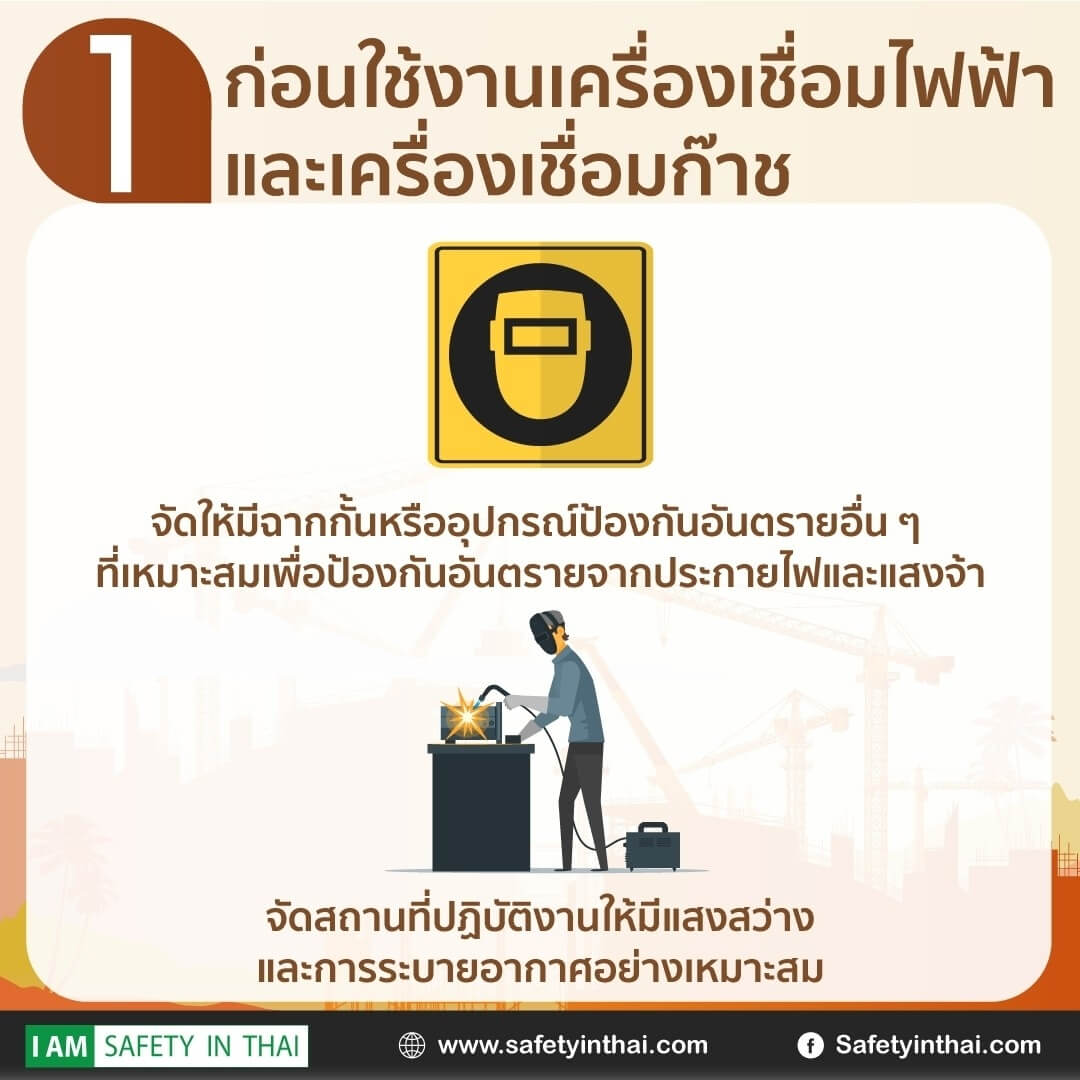 1
ก่อนใช้งานเครื่องเชื่อมไฟฟ้า
และเครื่องเชื่อมก๊าซ
จัดให้มีฉากกั้นหรืออุปกรณ์ป้องกันอันตรายอื่น ๆ
ที่เหมาะสมเพื่อป้องกันอันตรายจากประกายไฟและแสงจ้า
จัดสถานที่ปฏิบัติงานให้มีแสงสว่าง
และการระบายอากาศอย่างเหมาะสม
I AM SAFETY IN THAI
www.safetyinthai.com
Safetyinthai.com